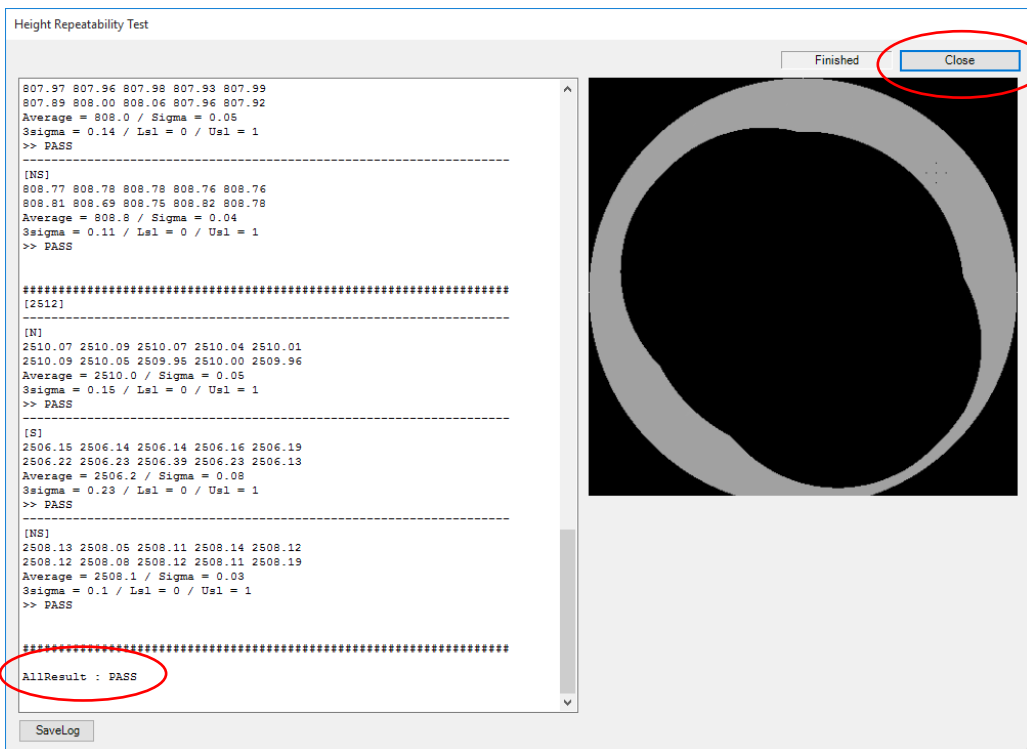 Height Repeatability Test
Finished
Close
807.97 807.96 807.98 807.93 807.99
807.89 808.00 808.06 807.96 807.92
Average = 808.0 / Sigma = 0.05
3sigma = 0.14 / Lsl = 0 / Usl = 1
>> PASS
--------------------------------------------------------------------
[NS]
808.77 808.78 808.78 808.76 808.76
808.81 808.69 808.75 808.82 808.78
Average = 808.8 / Sigma = 0.04
3sigma = 0.11 / Lsl = 0 / Usl = 1
>> PASS
####################################################################
[2512]
--------------------------------------------------------------------
[N]
2510.07 2510.09 2510.07 2510.04 2510.01
2510.09 2510.05 2509.95 2510.00 2509.96
Average = 2510.0 / Sigma = 0.05
3sigma = 0.15 / Lsl = 0 / Usl = 1
>> PASS
--------------------------------------------------------------------
[S]
2506.15 2506.14 2506.14 2506.16 2506.19
2506.22 2506.23 2506.39 2506.23 2506.13
Average = 2506.2 / Sigma = 0.08
3sigma = 0.23 / Lsl = 0 / Usl = 1
>> PASS
--------------------------------------------------------------------
[NS]
2508.13 2508.05 2508.11 2508.14 2508.12
2508.12 2508.08 2508.12 2508.11 2508.19
Average = 2508.1 / Sigma = 0.03
3sigma = 0.1 / Lsl = 0 / Usl = 1
>> PASS
####################################################################
AllResult : PASS
SaveLog